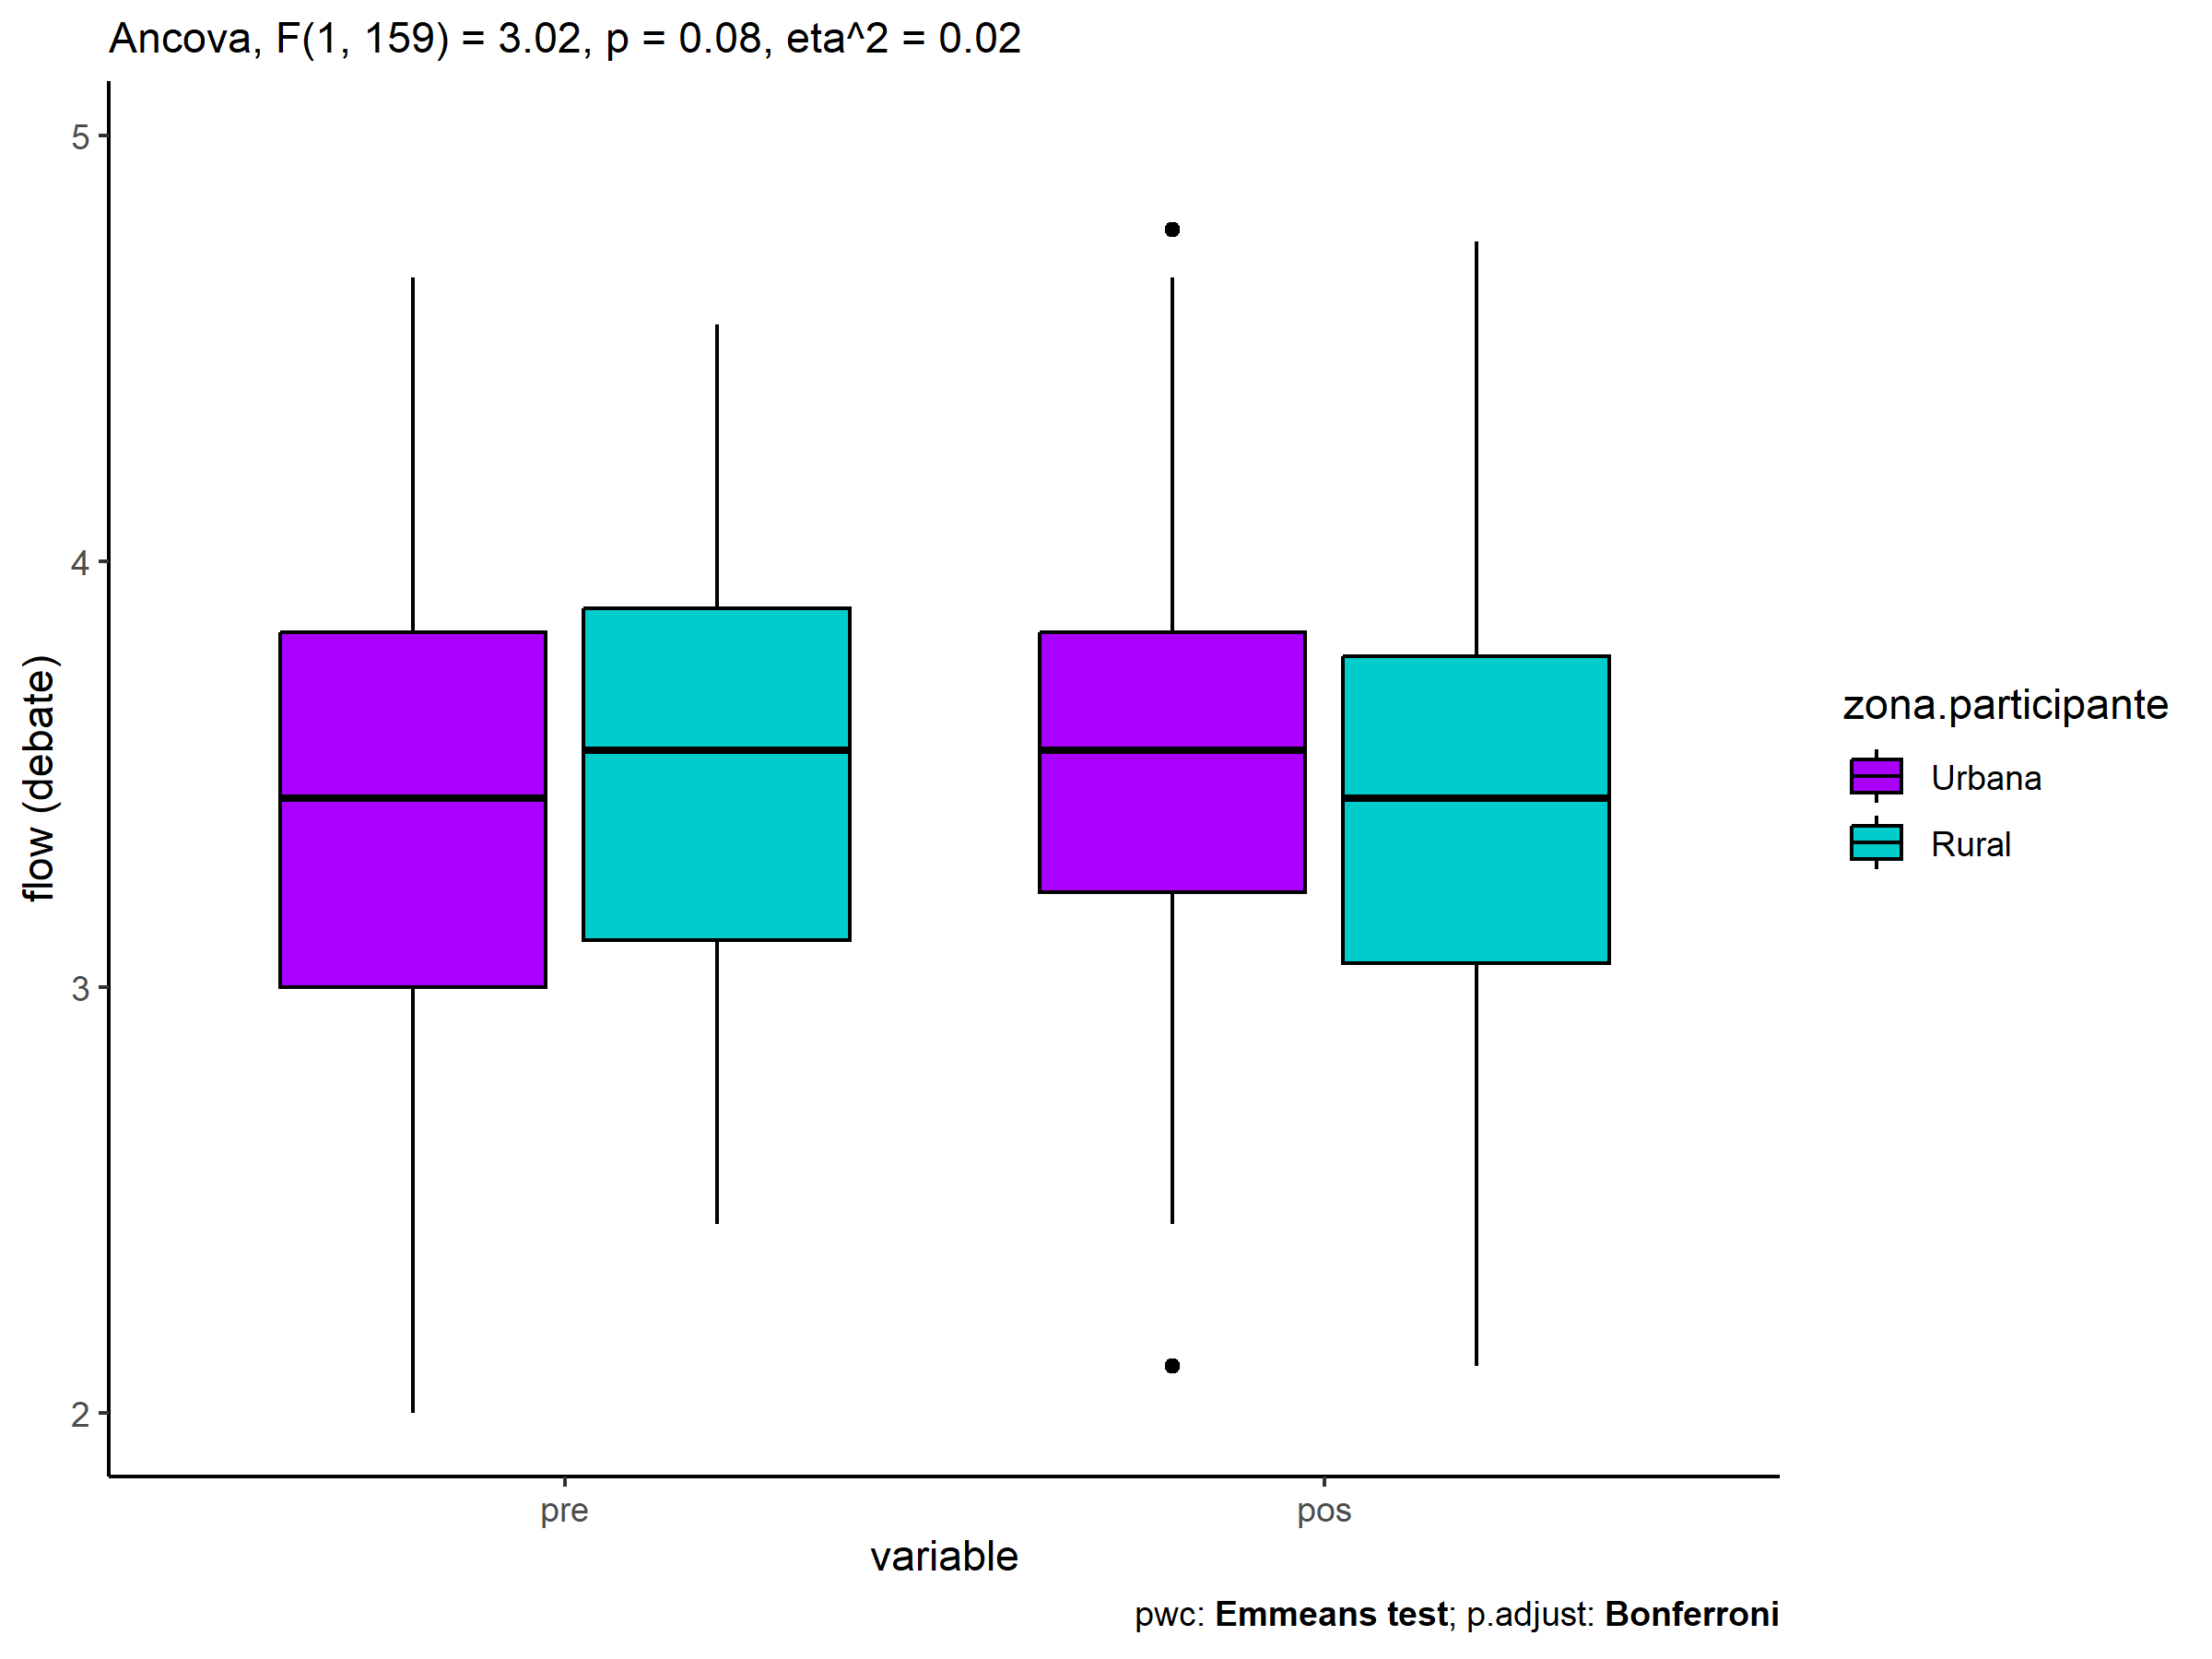 Ancova, F(1, 159) = 3.02, p = 0.08, eta^2 = 0.02
5
4
3
2
flow (debate)
pre
pos
variable
zona.participante
Urbana
Rural
pwc: Emmeans test; p.adjust: Bonferroni